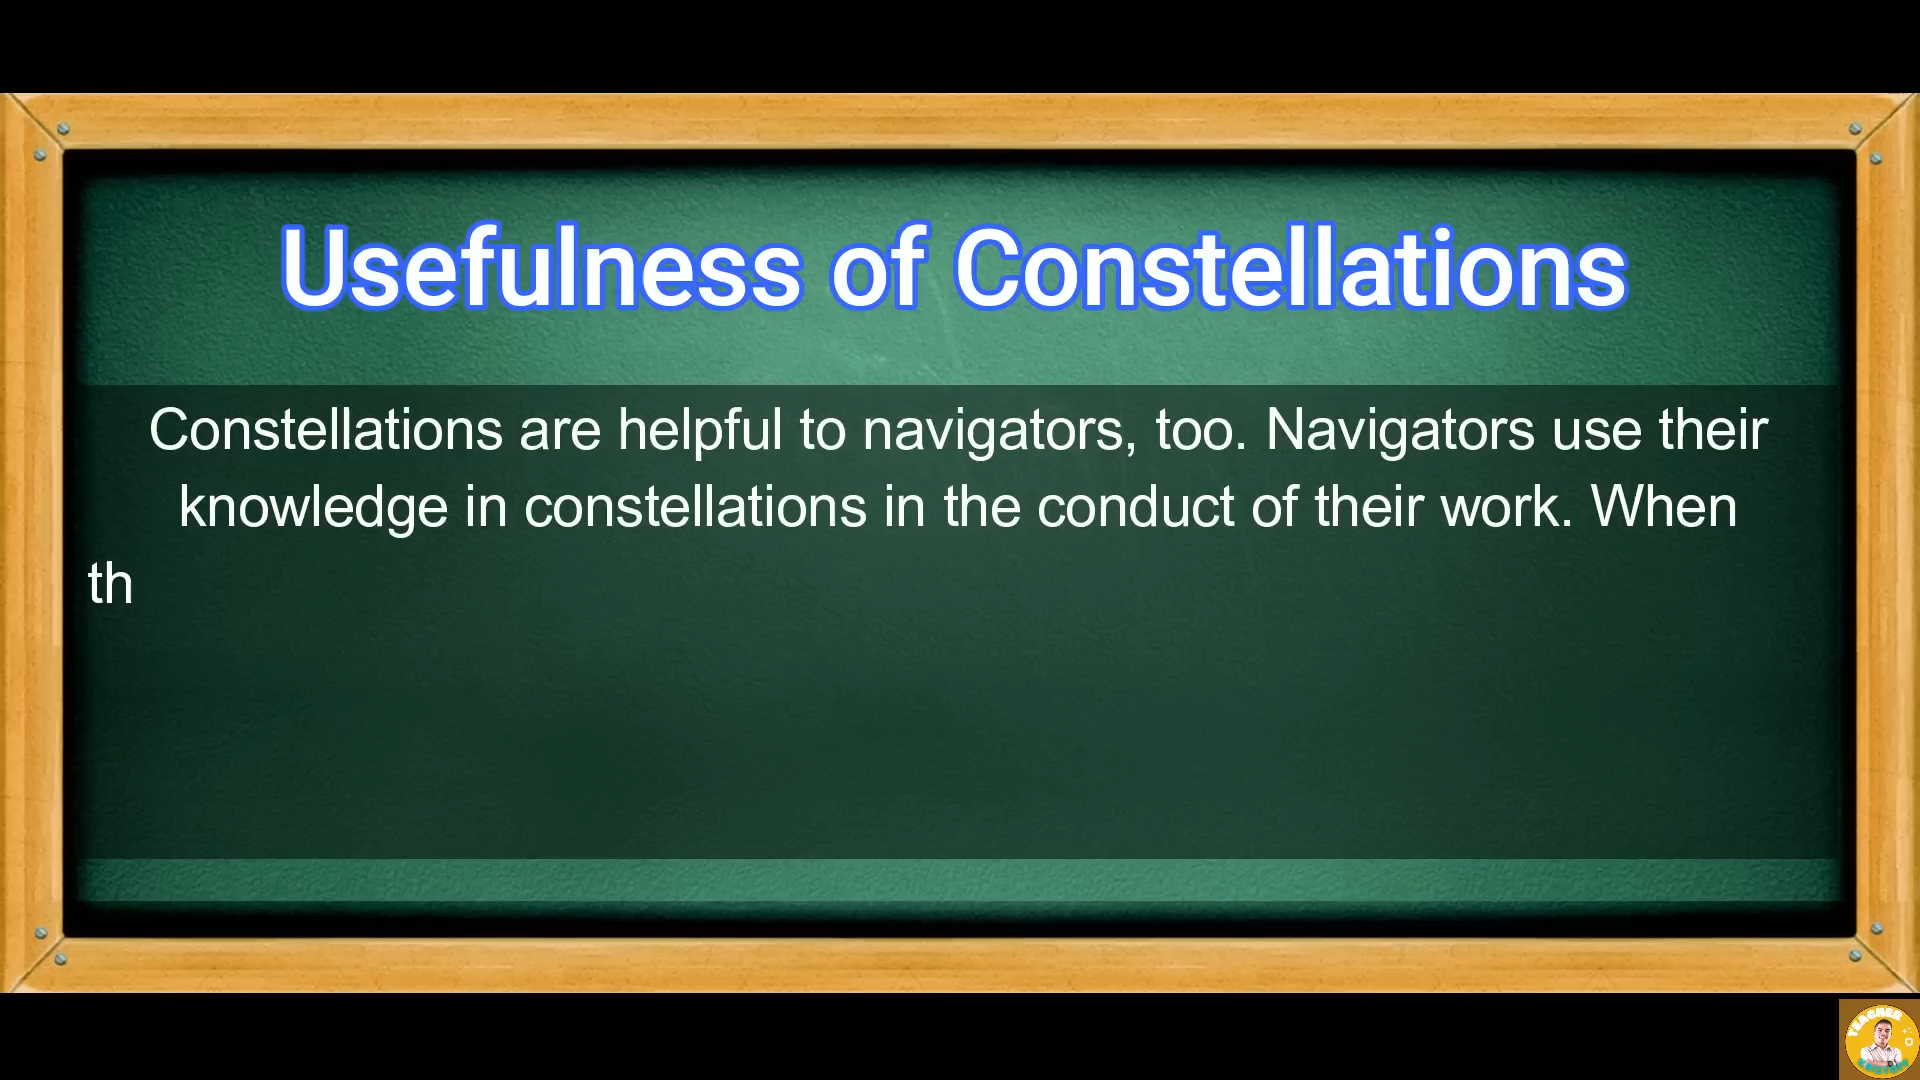 Usefulness of Constellations
Constellations are helpful to navigators, too. Navigators use their
knowledge in constellations in the conduct of their work. When
th
TEACHER